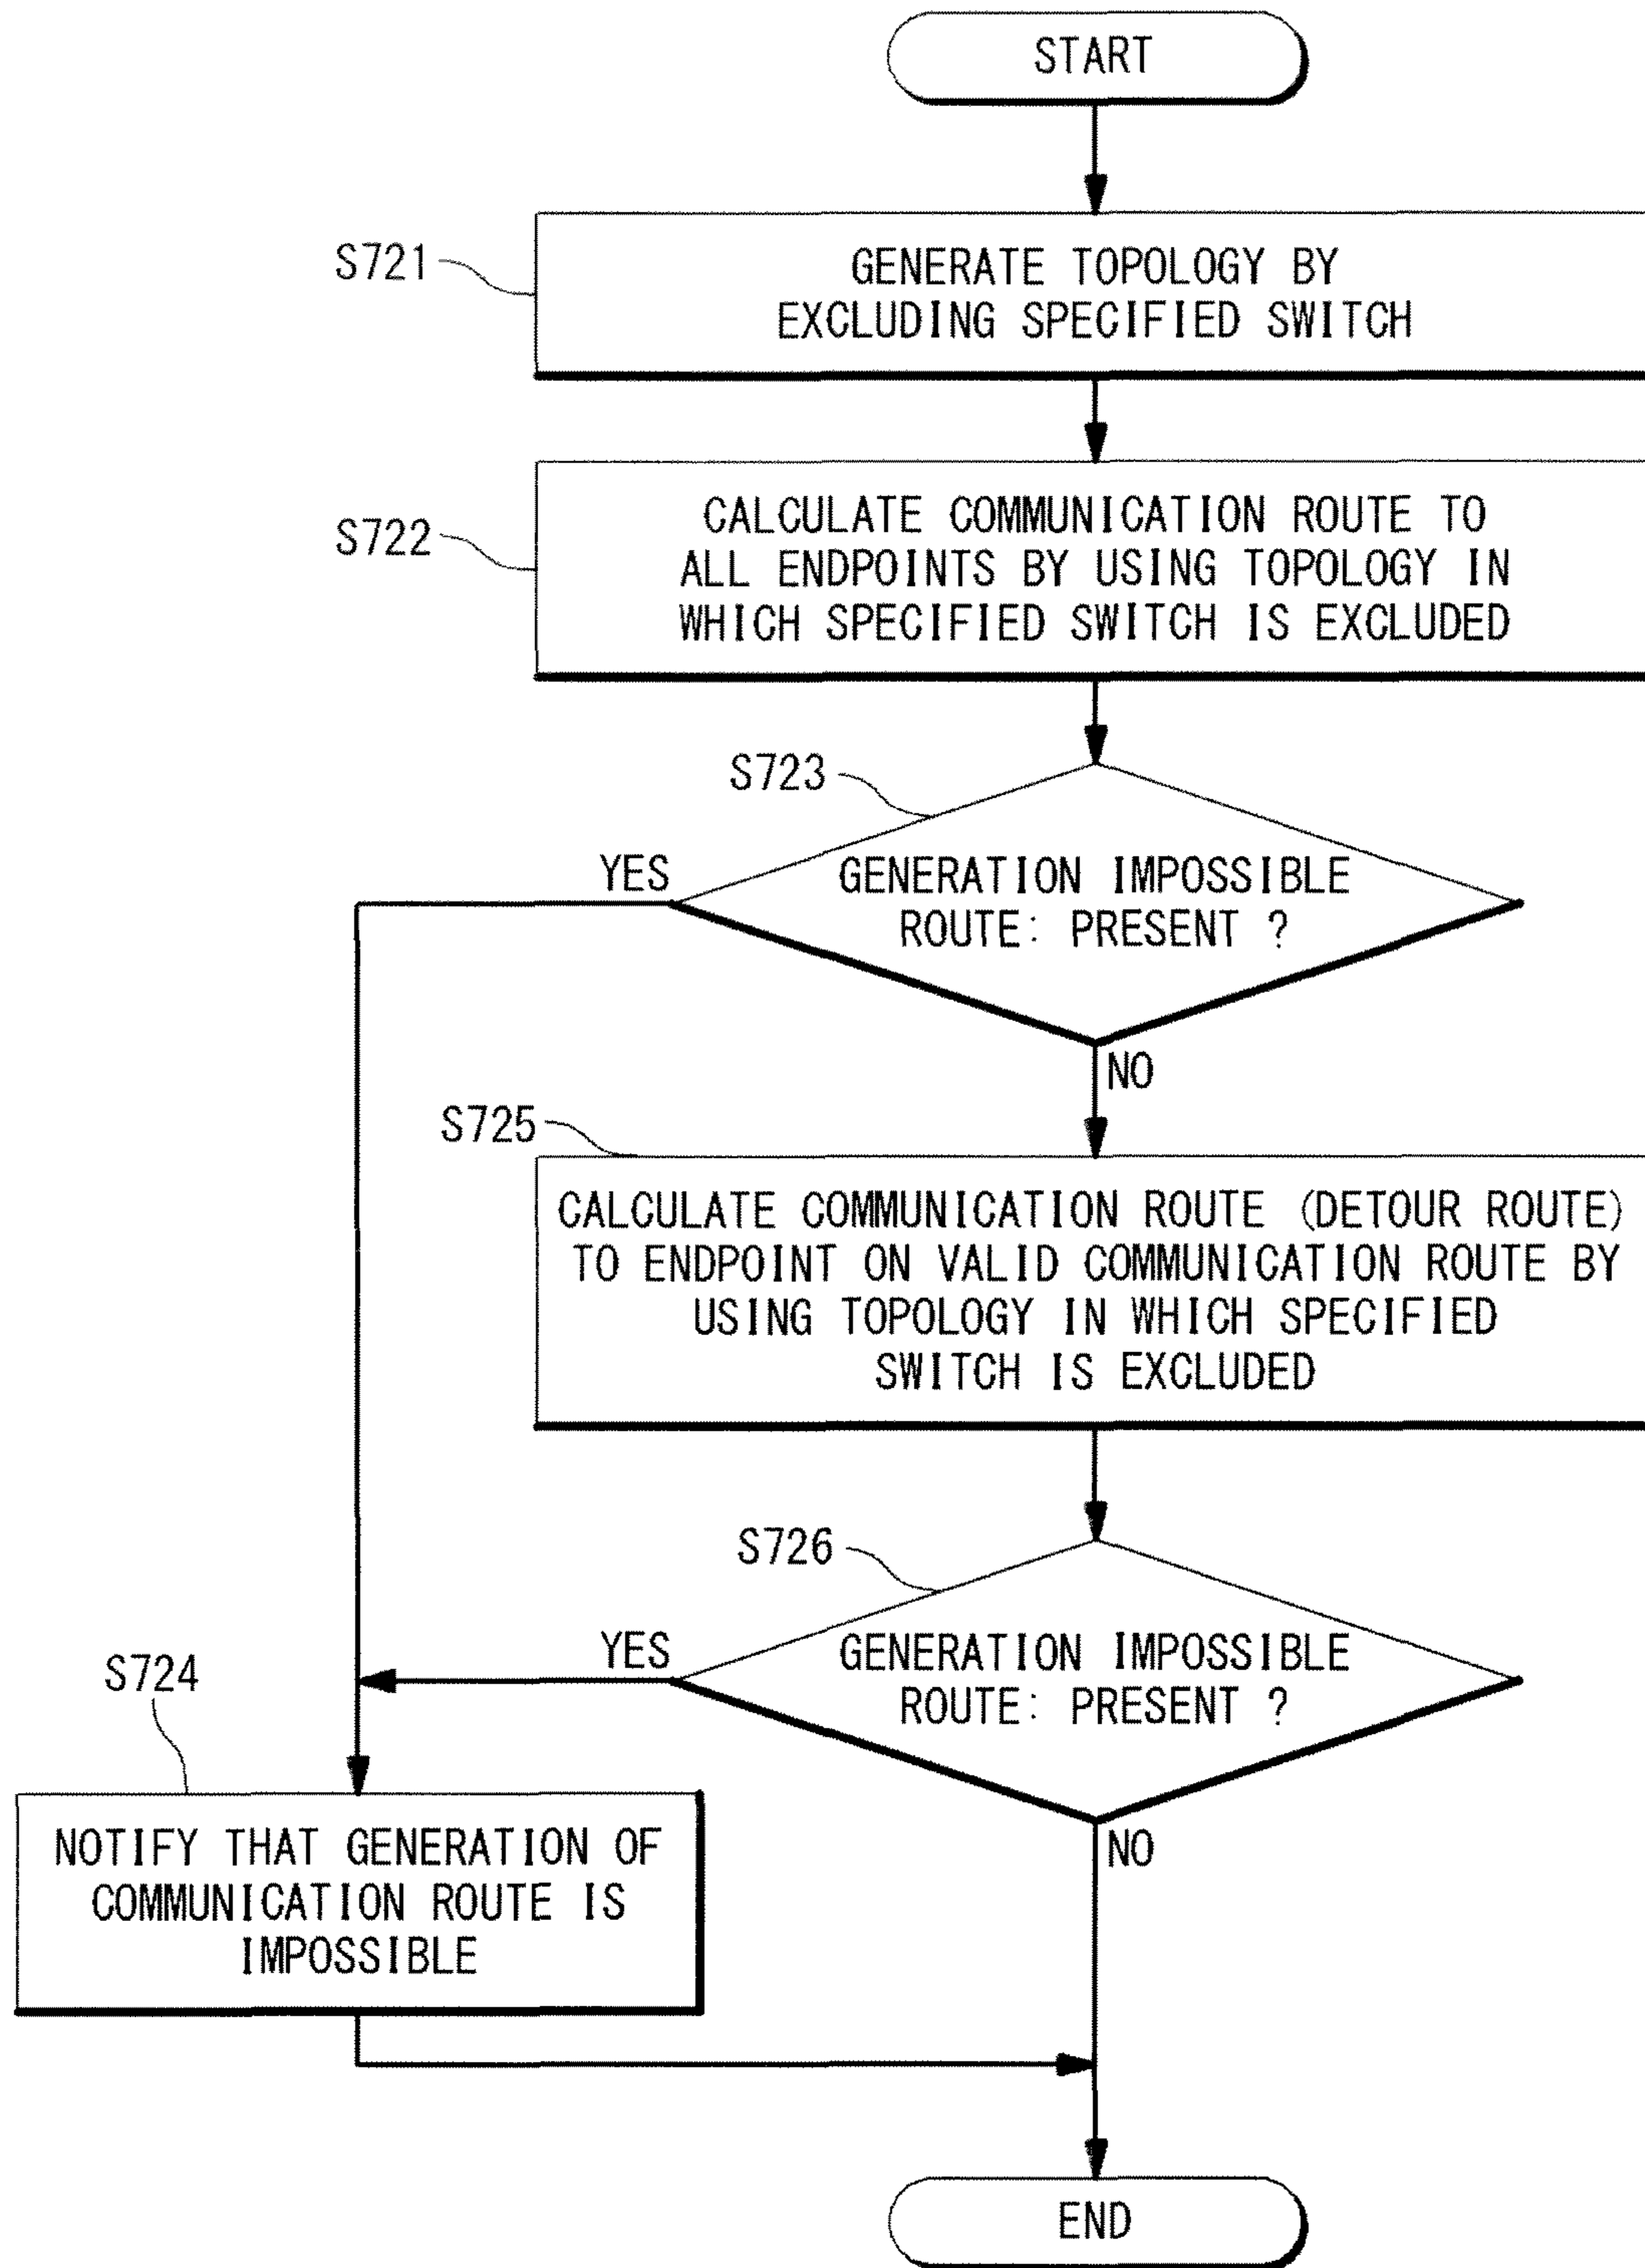 START
S721
GENERATE TOPOLOGY BY
EXCLUDING SPECIFIED SWITCH
S722
CALCULATE COMMUNICATION ROUTE TO
ALL ENDPOINTS BY USING TOPOLOGY IN
WHICH SPECIFIED SWITCH IS EXCLUDED
S723
YES
GENERATION IMPOSSIBLE
ROUTE: PRESENT ?
NO
S725
CALCULATE COMMUNICATION ROUTE (DETOUR ROUTE)
TO ENDPOINT ON VALID COMMUNICATION ROUTE BY
USING TOPOLOGY IN WHICH SPECIFIED
SWITCH IS EXCLUDED
S726
YES
GENERATION IMPOSSIBLE
ROUTE: PRESENT ?
NO
S724
NOTIFY THAT GENERATION OF
COMMUNICATION ROUTE IS
IMPOSSIBLE
END